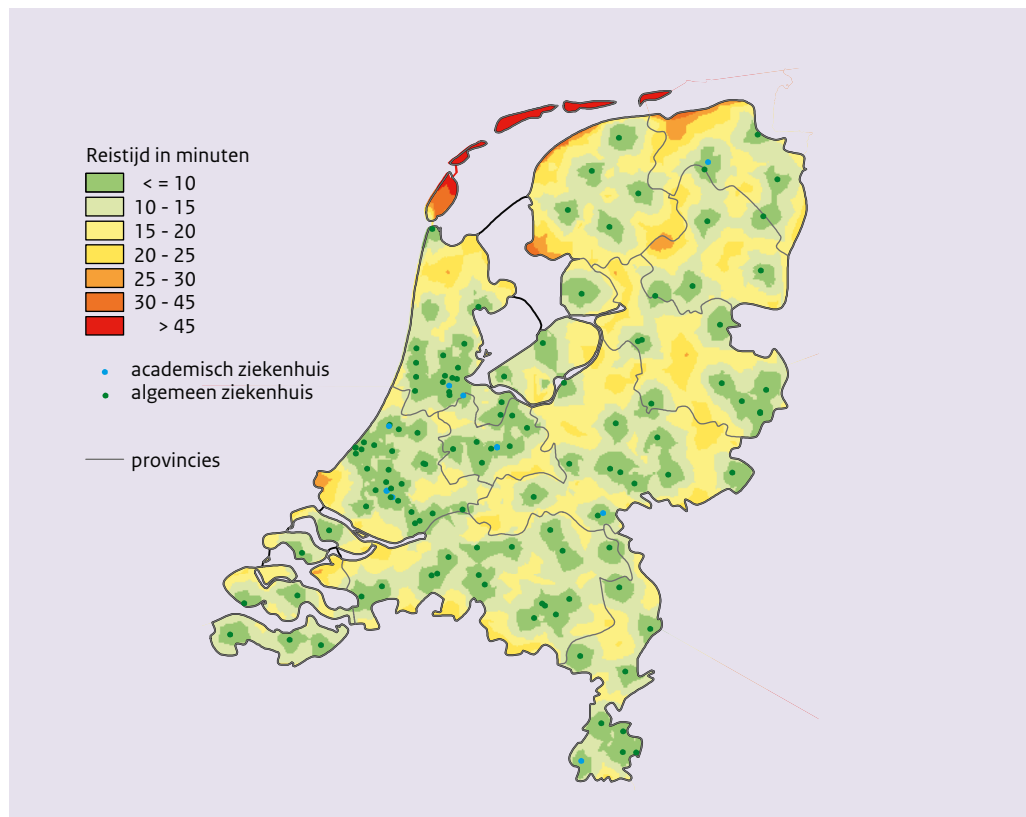 Reistijd in minuten
< = 10
10 - 15
15 - 20
20 - 25
25 - 30
30 - 45
> 45
academisch ziekenhuis
algemeen ziekenhuis
provincies